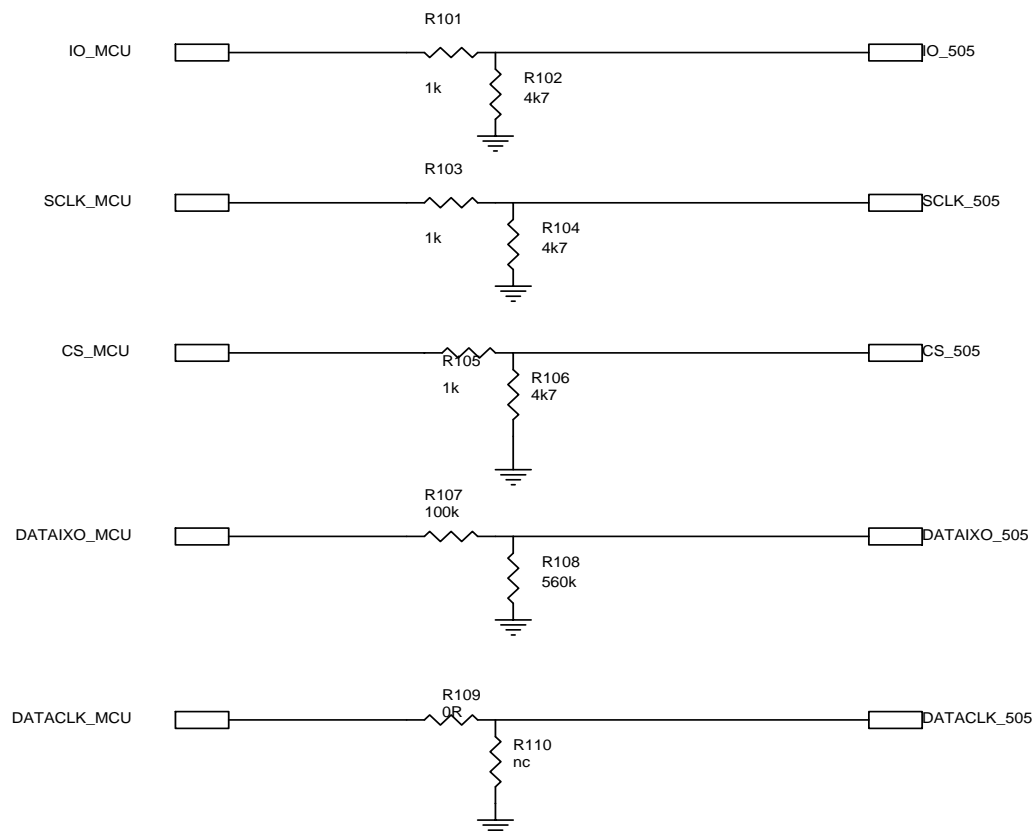 R101
IO_MCU
IO_505
1k
R102
4k7
R103
SCLK_MCU
SCLK_505
1k
R104
4k7
CS_MCU
CS_505
R105
1k
R106
4k7
R107
100k
DATAIXO_MCU
DATAIXO_505
R108
560k
R109
0R
DATACLK_MCU
DATACLK_505
R110
nc